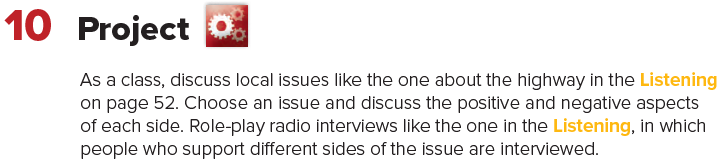 10 Project
As a class, discuss local issues like the one about the highway in the Listening
on page 52. Choose an issue and discuss the positive and negative aspects
of each side. Role-play radio interviews like the one in the Listening, in which
people who support different sides of the issue are interviewed.